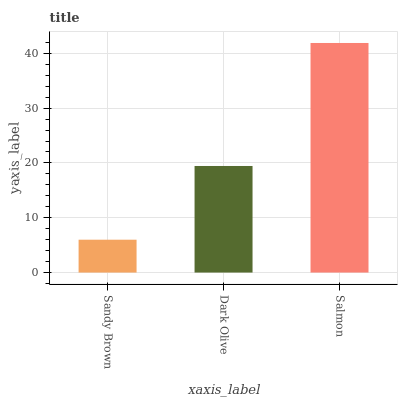 title
yaxis_label
40
30
20
10
0
Sandy Brown
Dark Olive
Salmon
xaxis_label